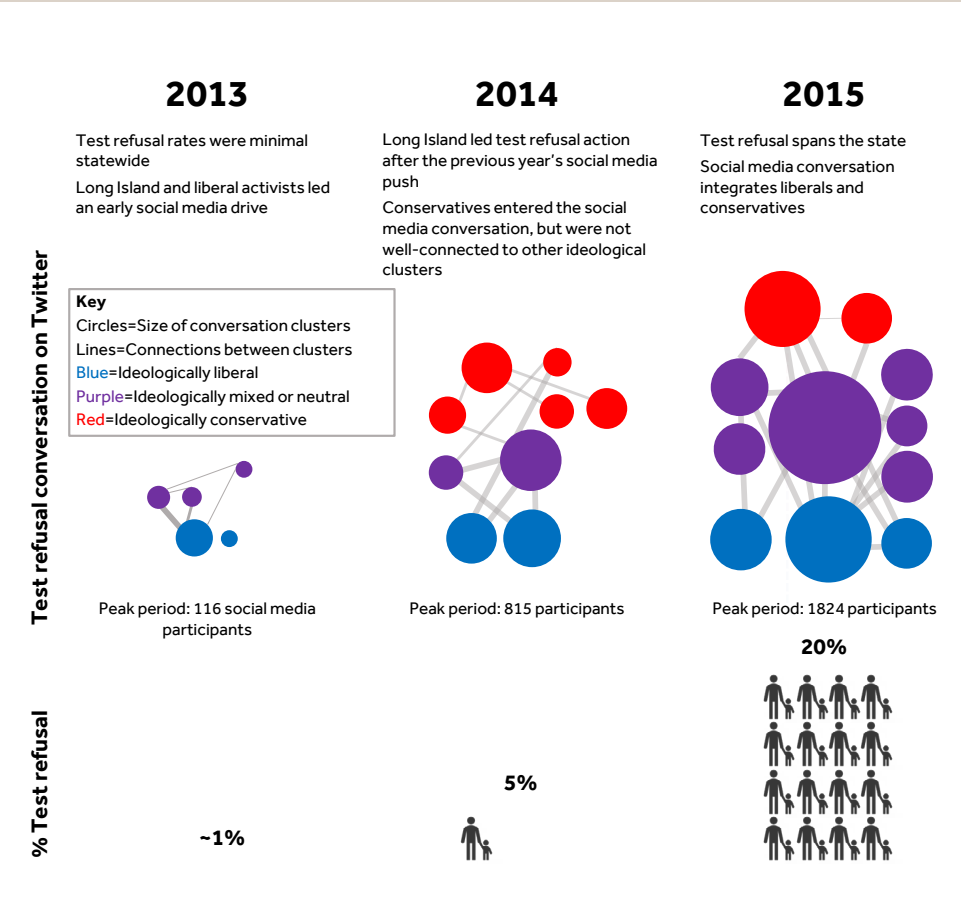 2013
Test refusal rates were minimal
statewide
Long Island and liberal activists led
an early social media drive
2014
Long Island led test refusal action
after the previous year's social media
push
Conservatives entered the social
media conversation, but were not
well-connected to other ideological
clusters
2015
Test refusal spans the state
Social media conversation
integrates liberals and
conservatives
Test refusal conversation on Twitter
Key
Circles=Size of conversation clusters
Lines=Connections between clusters
Blue=Ideologically liberal
Purple=Ideologically mixed or neutral
Red=Ideologically conservative
Peak period: 116 social media
participants
Peak period: 815 participants
Peak period: 1824 participants
% Test refusal
~1%
5%
20%